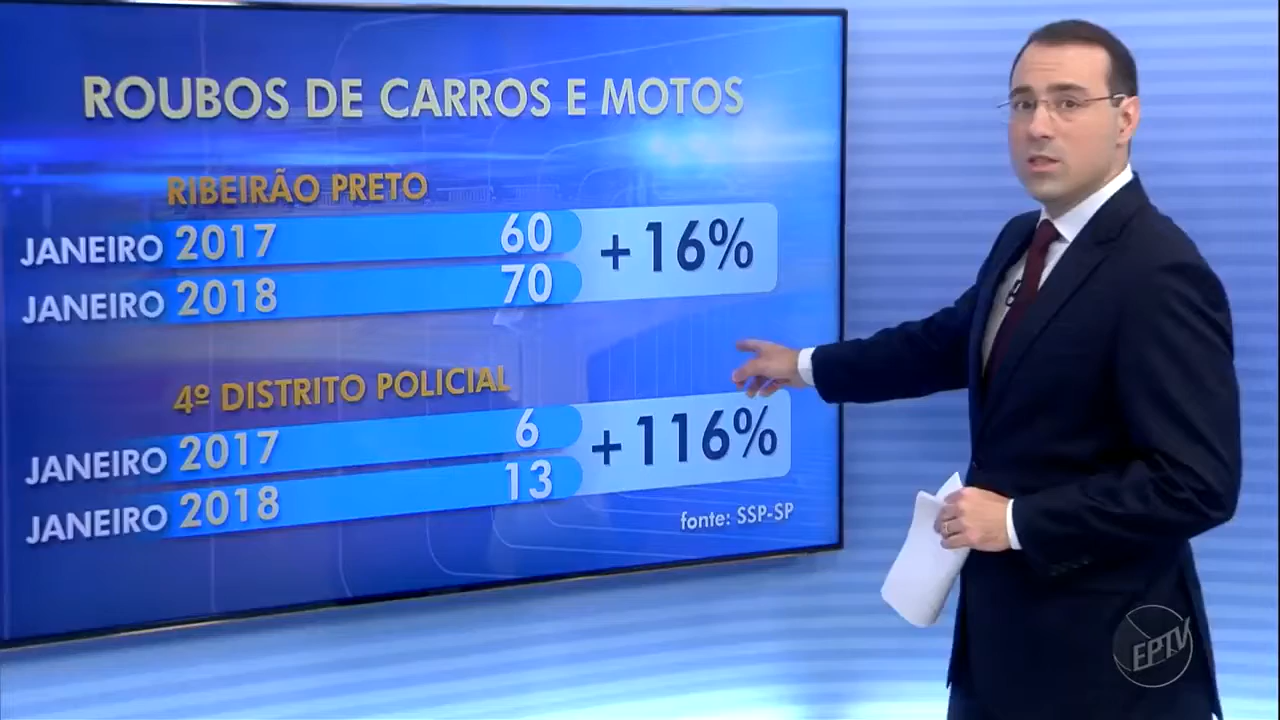 ROUBOS DE CARROS E MOTOS
RIBEIRÃO PRETO
JANEIRO 2017 60
JANEIRO 2018 70
+16%
4º DISTRITO POLICIAL
JANEIRO 2017 6
JANEIRO 2018 13
+116%
fonte: SSP-SP
EPTV